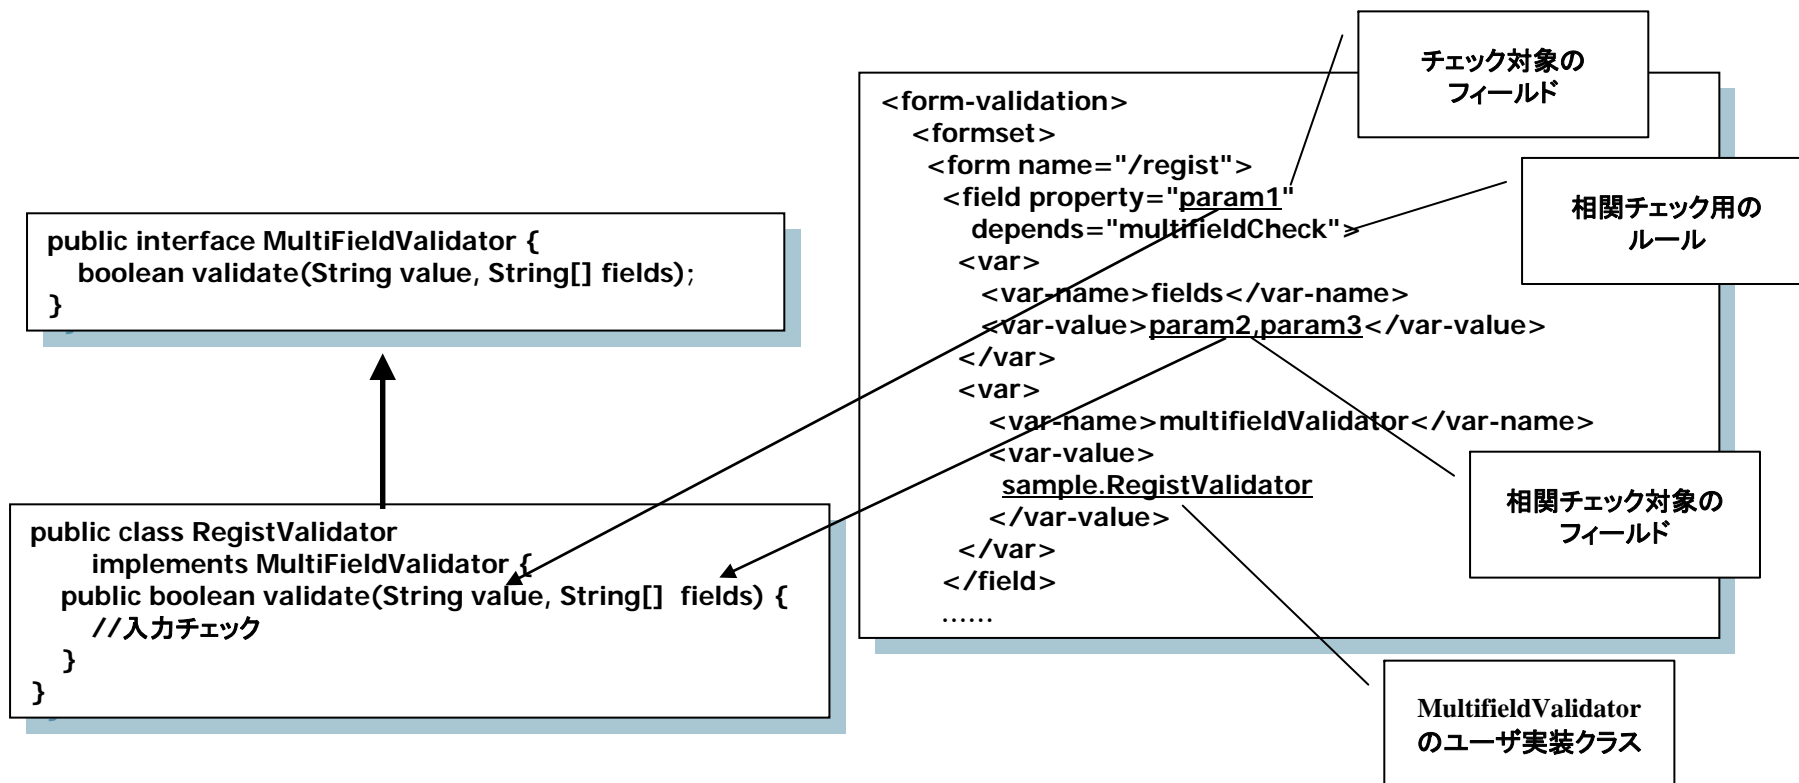 public interface MultiFieldValidator {
boolean validate(String value, String[] fields);
}
public class RegistValidator
implements MultiFieldValidator {
public boolean validate(String value, String[] fields) {
//入力チェック
}
}
<form-validation>
<formset>
<form name="/regist">
<field property="param1"
depends="multifieldCheck">
<var>
<var-name>fields</var-name>
<var-value>param2,param3</var-value>
</var>
<var>
<var-name>multifieldValidator</var-name>
<var-value>
sample.RegistValidator
</var-value>
</var>
</field>
……
チェック対象の
フィールド
相関チェック用の
ルール
相関チェック対象の
フィールド
MultifieldValidator
のユーザ実装クラス